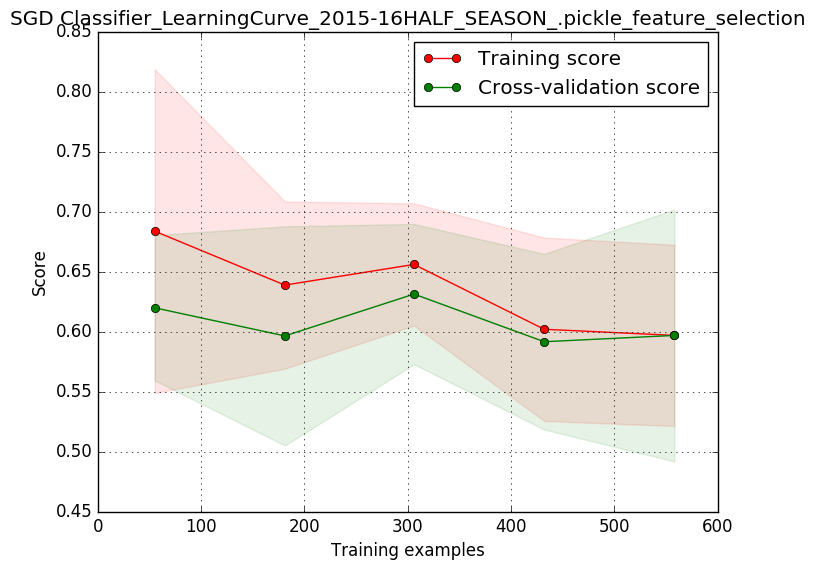 SGD Classifier_LearningCurve_2015-16HALF_SEASON_.pickle_feature_selection
Training score
Cross-validation score
0.85
0.80
0.75
0.70
0.65
0.60
0.55
0.50
0.45
Score
0 100 200 300 400 500 600
Training examples